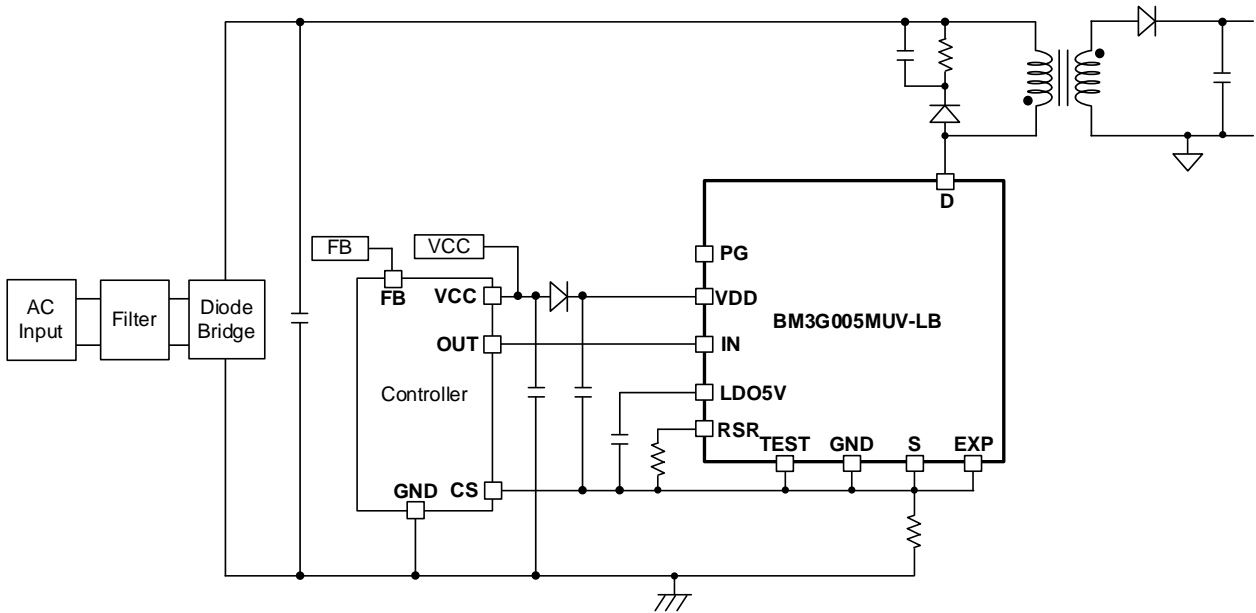 D
PG
FB
VCC
AC
Input
Filter
Diode
Bridge
FB
VCC
VDD
BM3G005MUV-LB
OUT
IN
Controller
LDO5V
RSR
TEST
GND
S
EXP
GND
CS